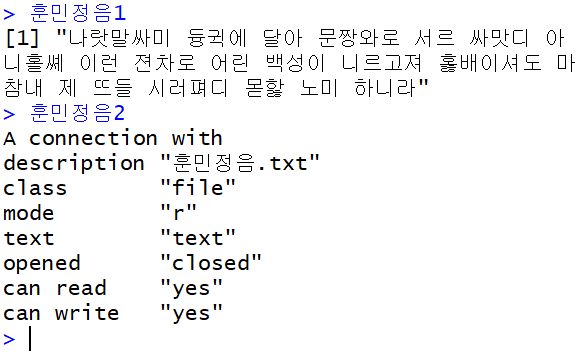 > 훈민정음1
[1] "나랏말싸미 듕귁에 달아 문짱와로 서르 싸맛디 아
니홀쎼 이런 젼차로 어린 백성이 니르고져 홇배이셔도 마
참내 제 뜨들 시러펴디 몯핧 노미 하니라"
> 훈민정음2
A connection with
description "훈민정음.txt"
class       "file"
mode        "r"
text        "text"
opened      "closed"
can read    "yes"
can write   "yes"
>